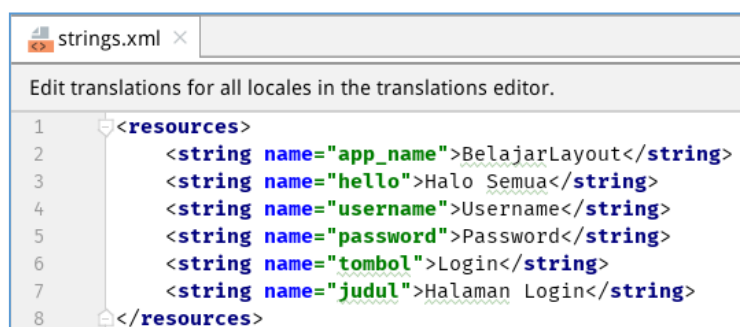 strings.xml
Edit translations for all locales in the translations editor.
1 <resources>
2 <string name="app_name">BelajarLayout</string>
3 <string name="hello">Halo Semua</string>
4 <string name="username">Username</string>
5 <string name="password">Password</string>
6 <string name="tombol">Login</string>
7 <string name="judul">Halaman Login</string>
8 </resources>